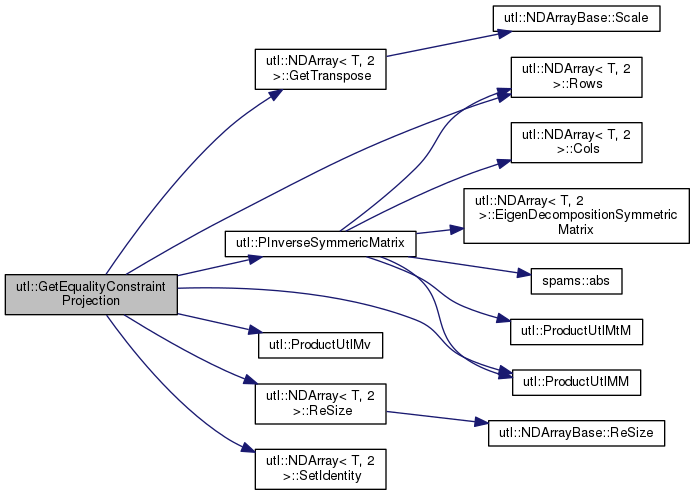 utl::NDArrayBase::Scale
utl::NDArray< T, 2
>::GetTranspose
utl::NDArray< T, 2
>::Rows
utl::NDArray< T, 2
>::Cols
utl::NDArray< T, 2
>::EigenDecompositionSymmetric
Matrix
utl::PInverseSymmericMatrix
spams::abs
utl::GetEqualityConstraint
Projection
utl::ProductUtlMtM
utl::ProductUtlMv
utl::ProductUtlMM
utl::NDArray< T, 2
>::ReSize
utl::NDArrayBase::ReSize
utl::NDArray< T, 2
>::SetIdentity